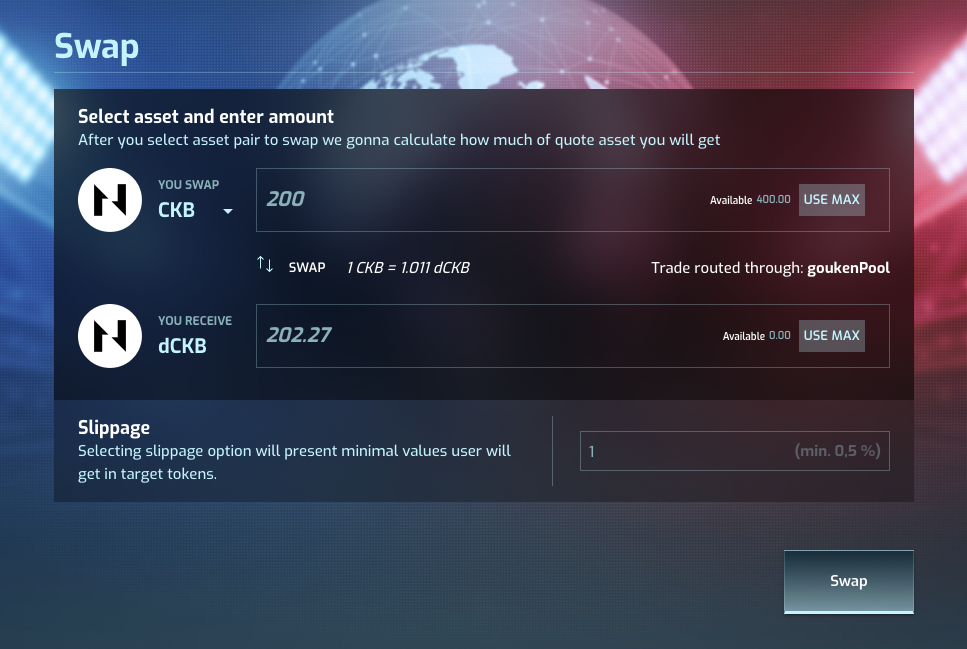 Swap
Select asset and enter amount
After you select asset pair to swap we gonna calculate how much of quote asset you will get
YOU SWAP
CKB
200
Available 400.00 USE MAX
SWAP 1 CKB = 1.011 dCKB
Trade routed through: goukenPool
YOU RECEIVE
dCKB
202.27
Available 0.00 USE MAX
Slippage
Selecting slippage option will present minimal values user will
get in target tokens.
1 (min. 0,5 %)
Swap